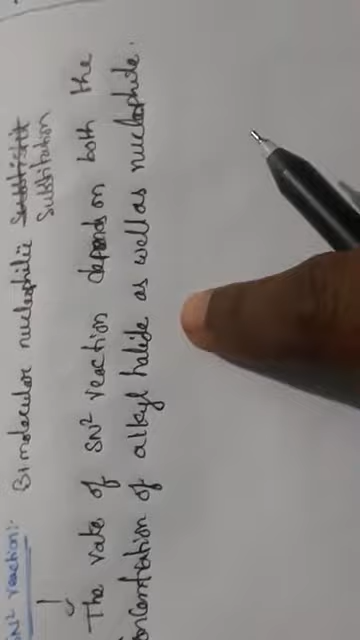 SN² reaction:- Bimolecular nucleophilic Substitution
The rate of SN² reaction depends on both the
concentration of alkyl halide as well as nucleophile.